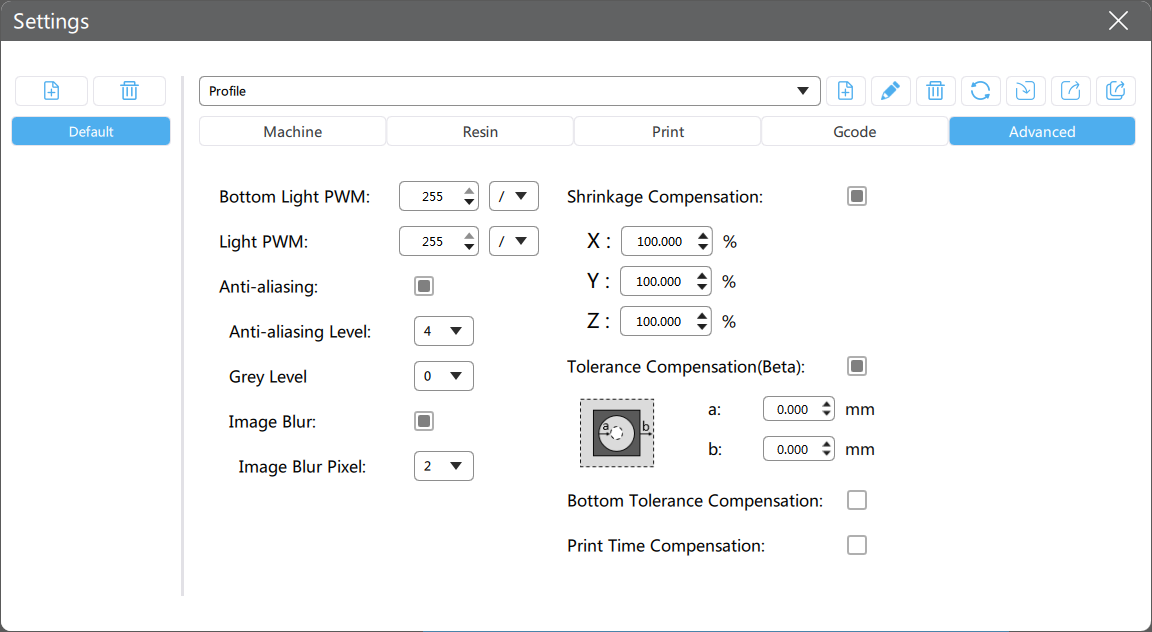 Settings
Profile
Default
Machine Resin Print Gcode Advanced
Bottom Light PWM: 255 /
Light PWM: 255 /
Anti-aliasing:
Anti-aliasing Level: 4
Grey Level 0
Image Blur:
Image Blur Pixel: 2
Shrinkage Compensation:
X : 100.000 %
Y : 100.000 %
Z : 100.000 %
Tolerance Compensation(Beta):
a b
a: 0.000 mm
b: 0.000 mm
Bottom Tolerance Compensation:
Print Time Compensation: